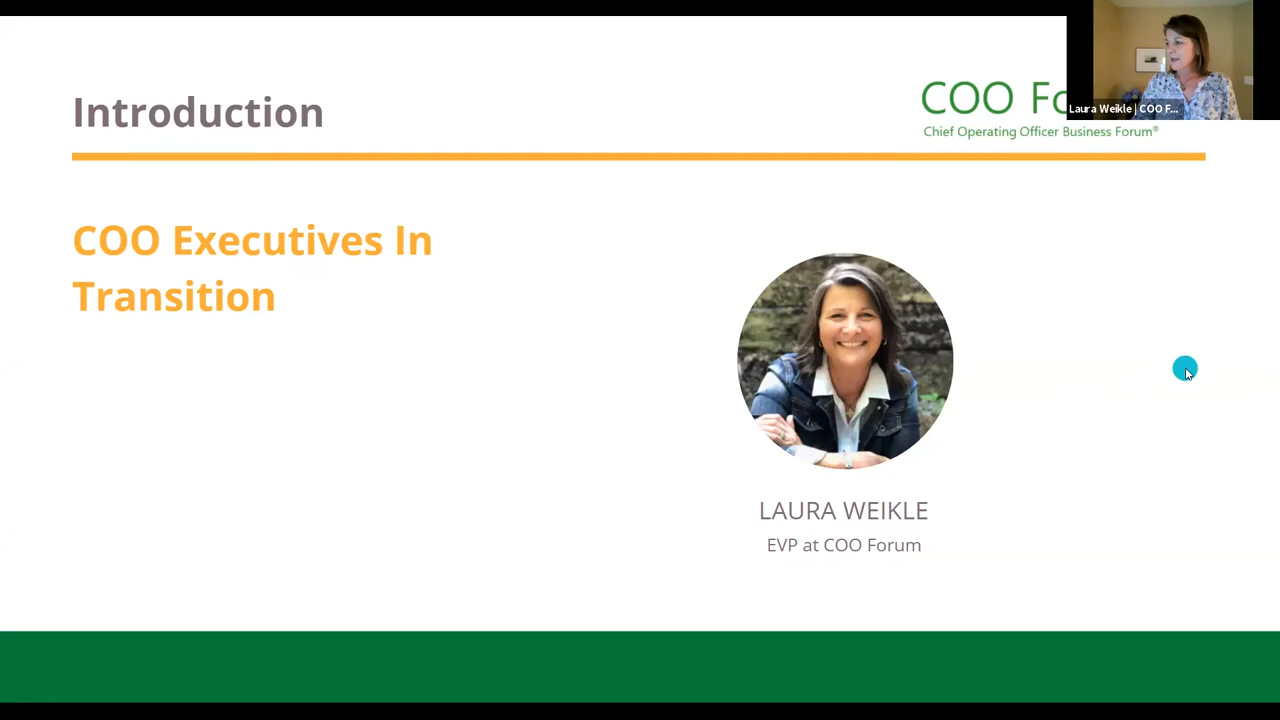 Introduction
COO Fo
Chief Operating Officer Business Forum®
Laura Weikle | COO F...
COO Executives In
Transition
LAURA WEIKLE
EVP at COO Forum